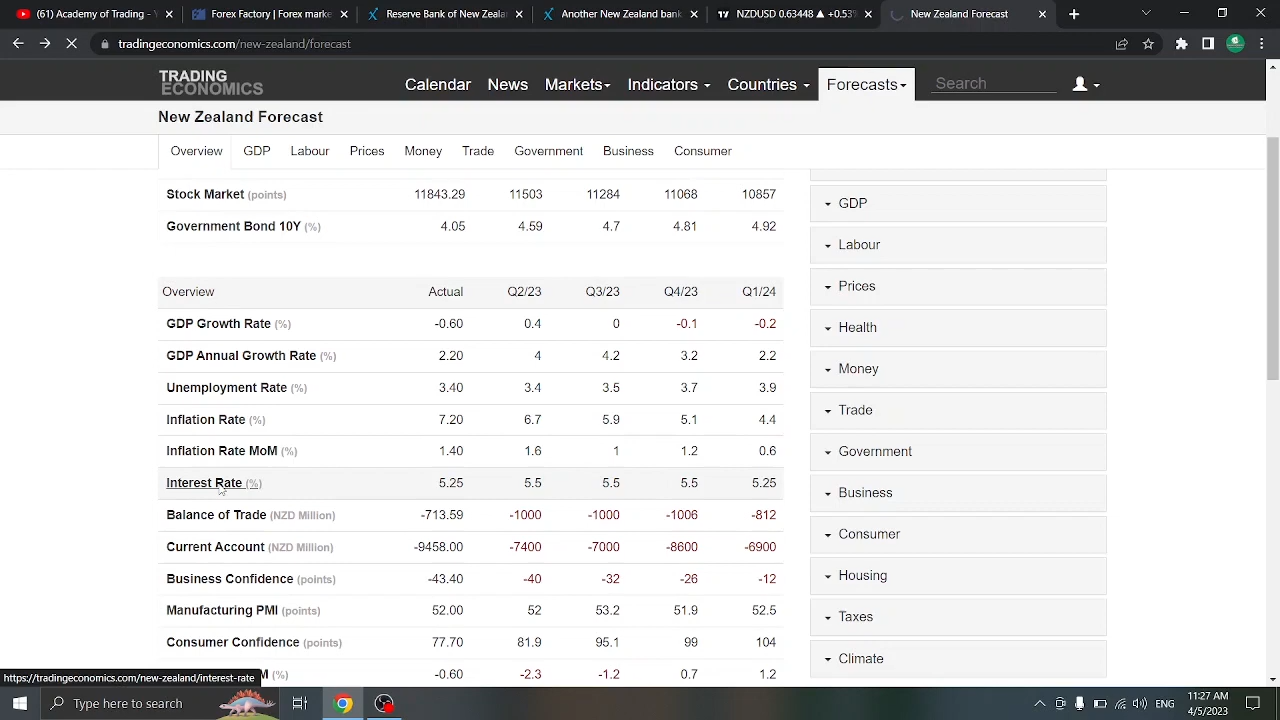 (61) Academy of Trading - Y
Forex Factory | Forex market
Reserve Bank of New Zealan
Another New Zealand bank
NZDUSD 0.63448 ▲ +0.53%
New Zealand Forecast
tradingeconomics.com/new-zealand/forecast
TRADING
ECONOMICS
Calendar News Markets Indicators Countries Forecasts Search
New Zealand Forecast
Overview GDP Labour Prices Money Trade Government Business Consumer
Stock Market (points) 11843.29 11503 11284 11068 10857
Government Bond 10Y (%) 4.05 4.59 4.7 4.81 4.92
Overview Actual Q2/23 Q3/23 Q4/23 Q1/24
GDP Growth Rate (%) -0.60 0.4 0 -0.1 -0.2
GDP Annual Growth Rate (%) 2.20 4 4.2 3.2 2.2
Unemployment Rate (%) 3.40 3.4 3.5 3.7 3.9
Inflation Rate (%) 7.20 6.7 5.9 5.1 4.4
Inflation Rate MoM (%) 1.40 1.6 1 1.2 0.6
Interest Rate (%) 5.25 5.5 5.5 5.5 5.25
Balance of Trade (NZD Million) -713.59 -1000 -1000 -1006 -812
Current Account (NZD Million) -9458.00 -7400 -7000 -8600 -6900
Business Confidence (points) -43.40 -40 -32 -26 -12
Manufacturing PMI (points) 52.00 52 53.2 51.9 52.5
Consumer Confidence (points) 77.70 81.9 95.1 99 104
M (%) -0.60 -2.3 -1.2 0.7 1.2
GDP
Labour
Prices
Health
Money
Trade
Government
Business
Consumer
Housing
Taxes
Climate
https://tradingeconomics.com/new-zealand/interest-rate
Type here to search
ENG
11:27 AM
4/5/2023